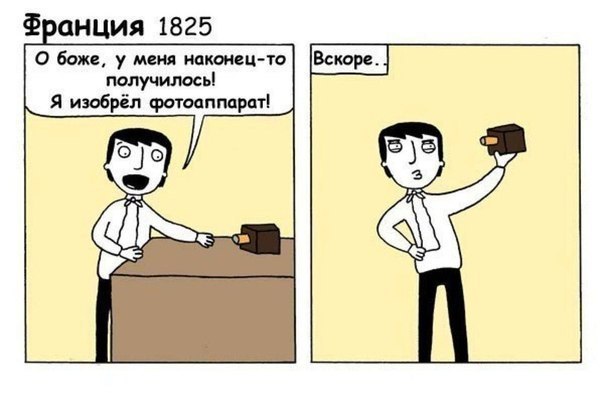 Франция 1825
О боже, у меня наконец-то
получилось!
Я изобрёл фотоаппарат!
Вскоре..